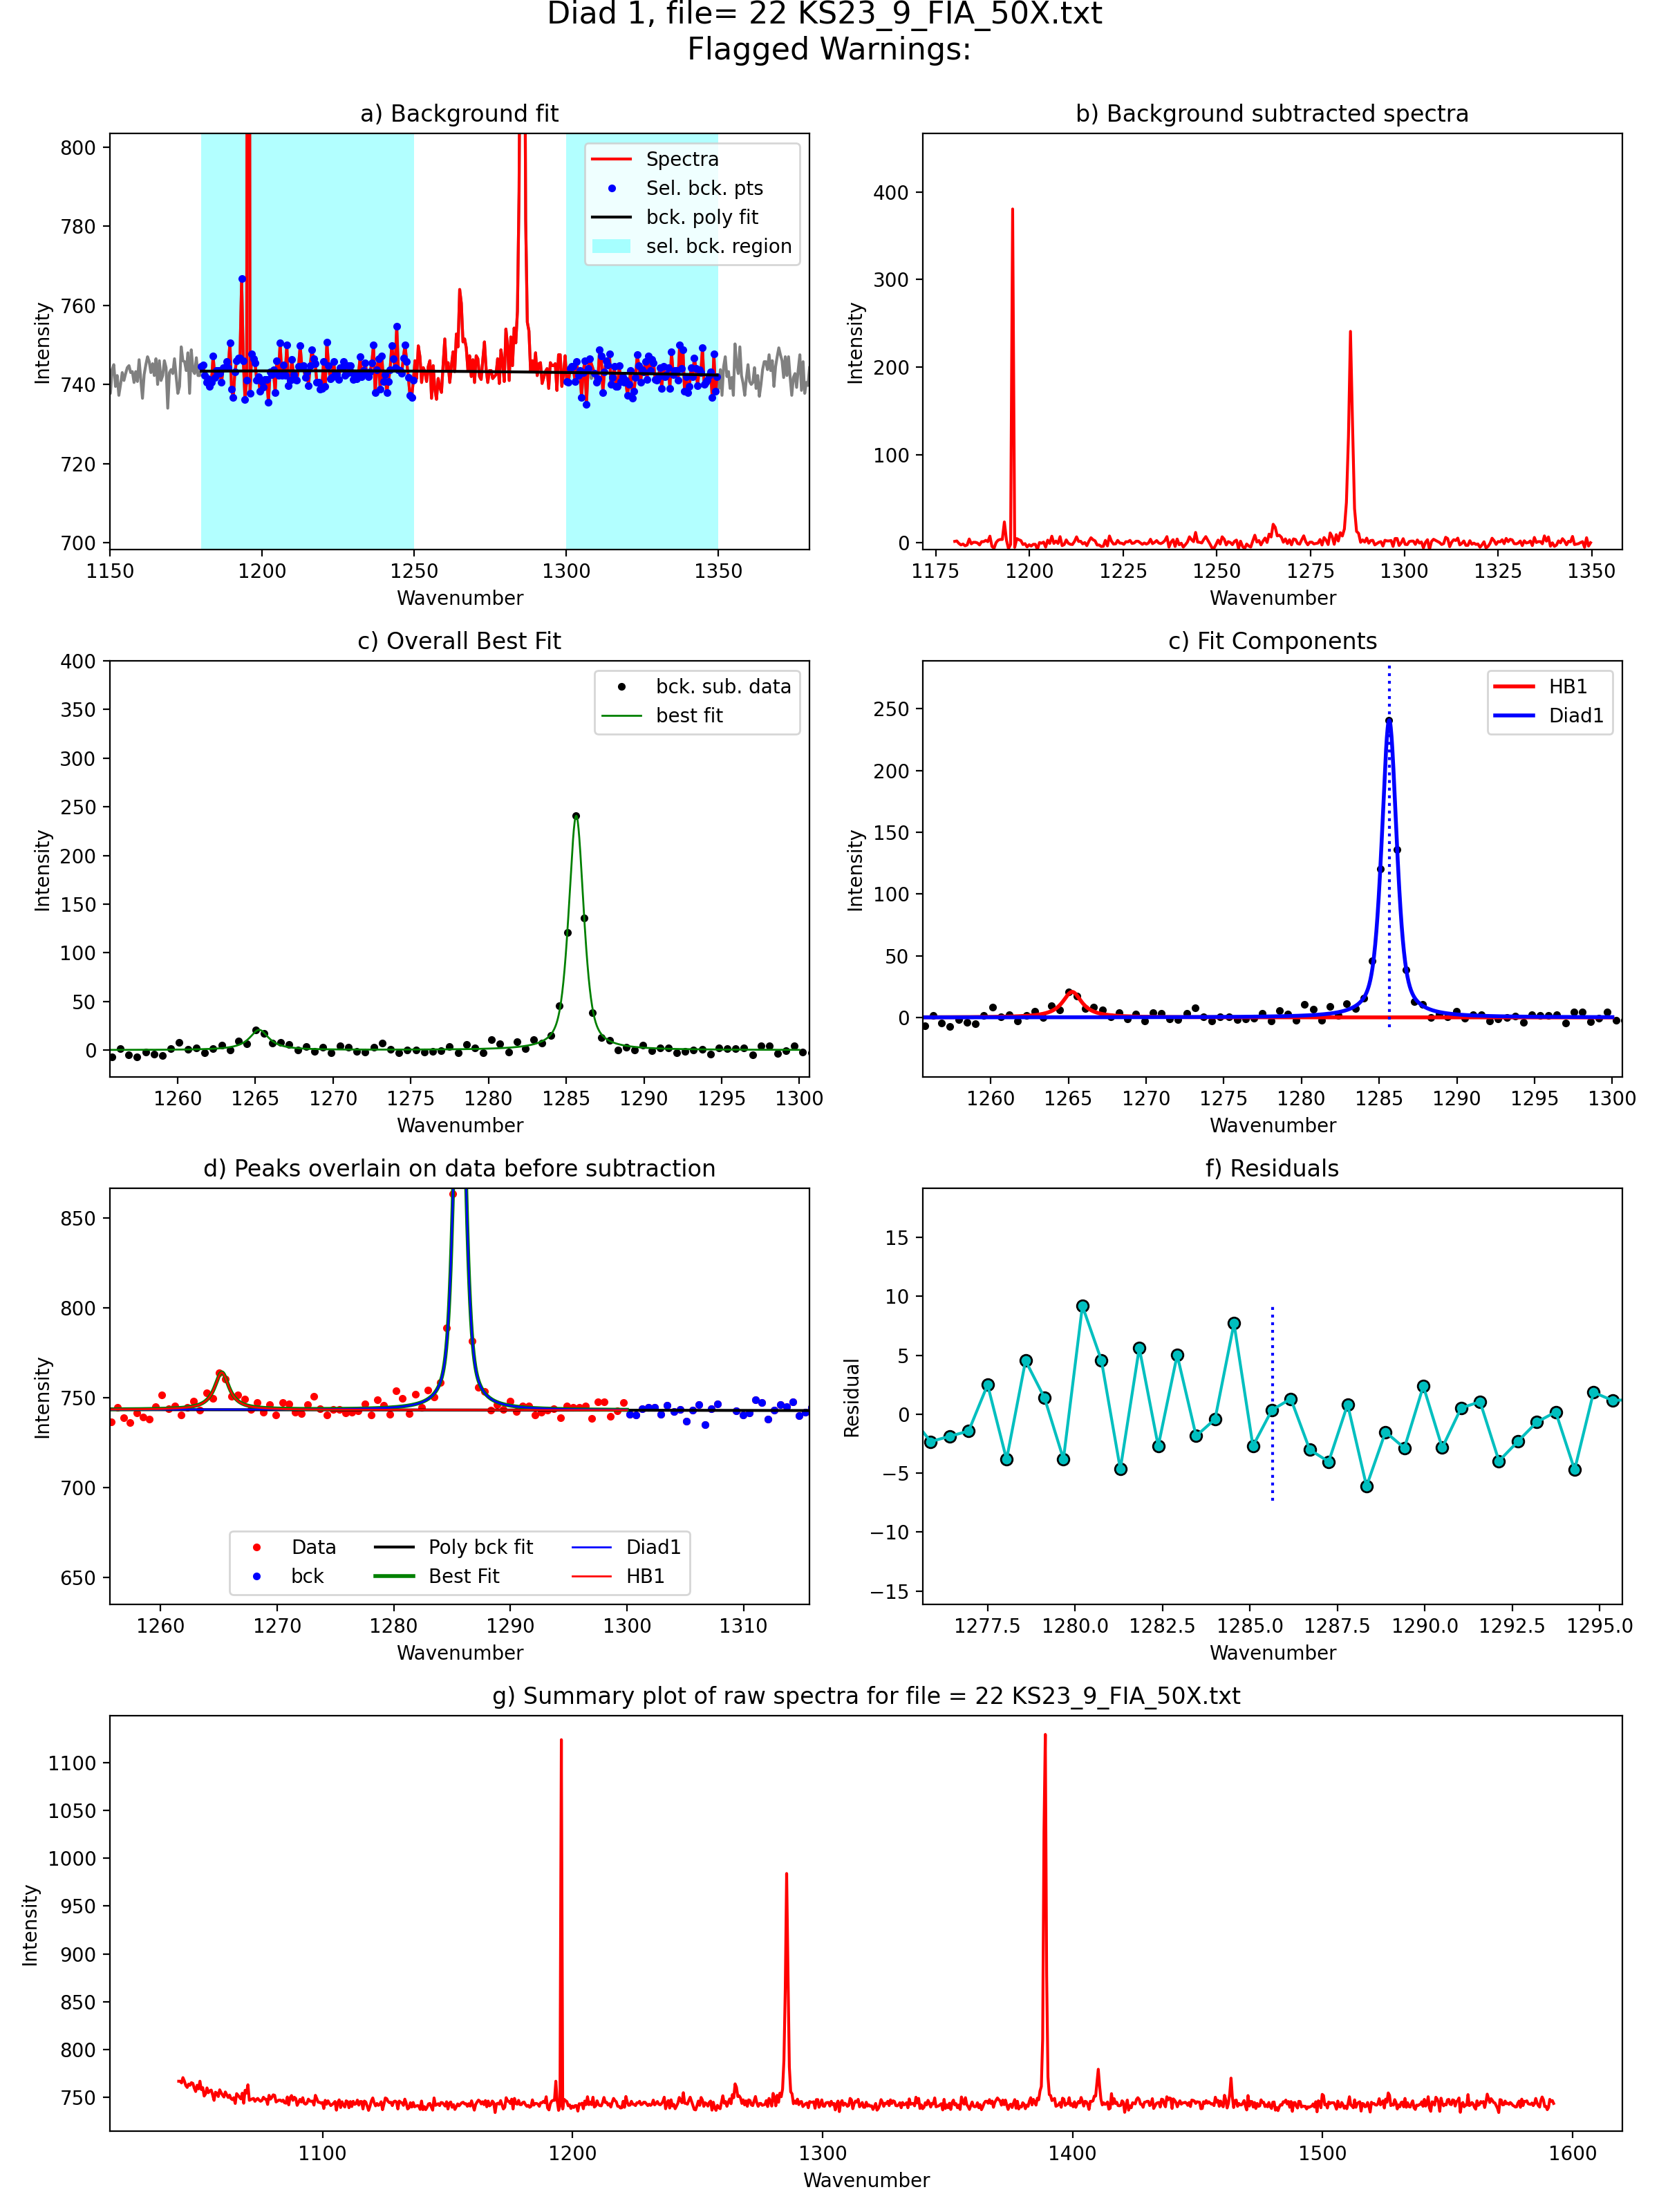 Diad 1, file= 22 KS23_9_FIA_50X.txt
Flagged Warnings:
a) Background fit
800
780
760
740
720
700
Intensity
Spectra
Sel. bck. pts
bck. poly fit
sel. bck. region
1150 1200 1250 1300 1350
Wavenumber
b) Background subtracted spectra
400
300
200
100
0
1175 1200 1225 1250 1275 1300 1325 1350
Wavenumber
c) Overall Best Fit
400
350
300
250
200
150
100
50
0
Intensity
bck. sub. data
best fit
1260 1265 1270 1275 1280 1285 1290 1295 1300
Wavenumber
c) Fit Components
250
200
150
100
50
0
Intensity
HB1
Diad1
1260 1265 1270 1275 1280 1285 1290 1295 1300
Wavenumber
d) Peaks overlain on data before subtraction
850
800
750
700
650
Intensity
Data
bck
Poly bck fit
Best Fit
Diad1
HB1
1260 1270 1280 1290 1300 1310
Wavenumber
f) Residuals
15
10
5
0
−5
−10
−15
Residual
1277.5 1280.0 1282.5 1285.0 1287.5 1290.0 1292.5 1295.0
Wavenumber
g) Summary plot of raw spectra for file = 22 KS23_9_FIA_50X.txt
1100
1050
1000
950
900
850
800
750
Intensity
1100 1200 1300 1400 1500 1600
Wavenumber